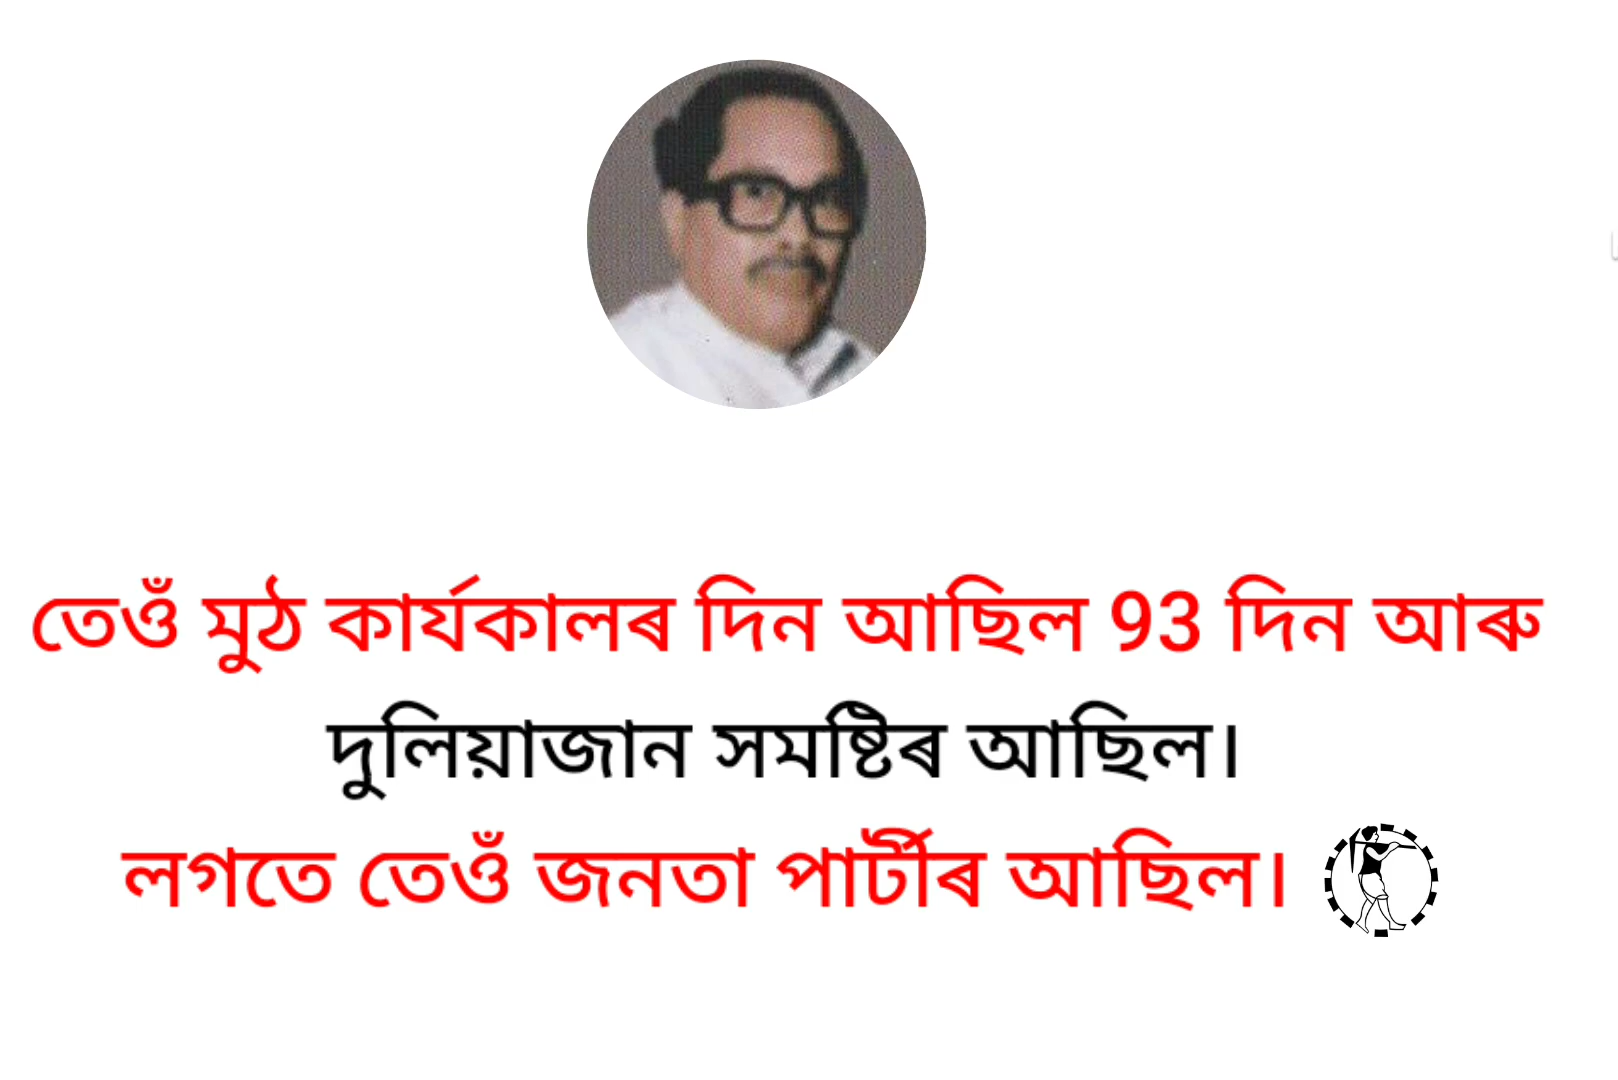 তেওঁ মুঠ কাৰ্যকালৰ দিন আছিল 93 দিন আৰু
দুলিয়াজান সমষ্টিৰ আছিল।
লগতে তেওঁ জনতা পাৰ্টীৰ আছিল।